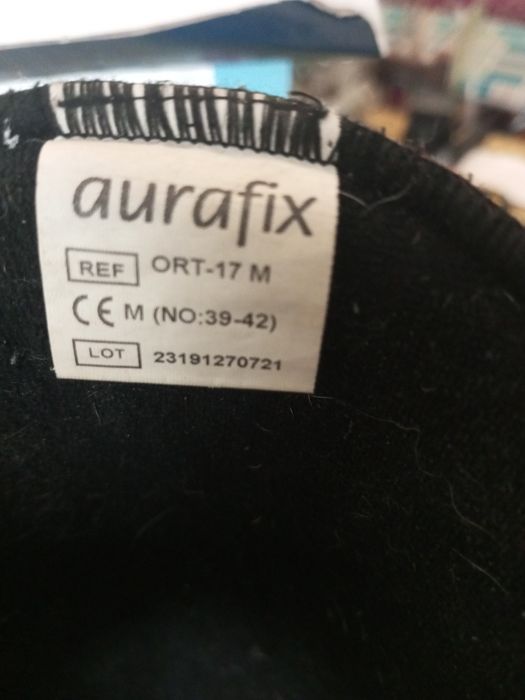 aurafix
REF ORT-17 M
CE M (NO:39-42)
LOT 23191270721